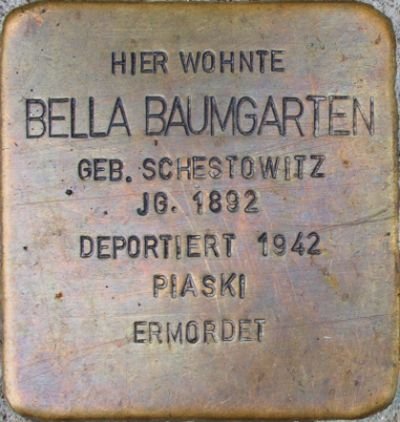 HIER WOHNTE
BELLA BAUMGARTEN
GEB. SCHESTOWITZ
JG. 1892
DEPORTIERT 1942
PIASKI
ERMORDET